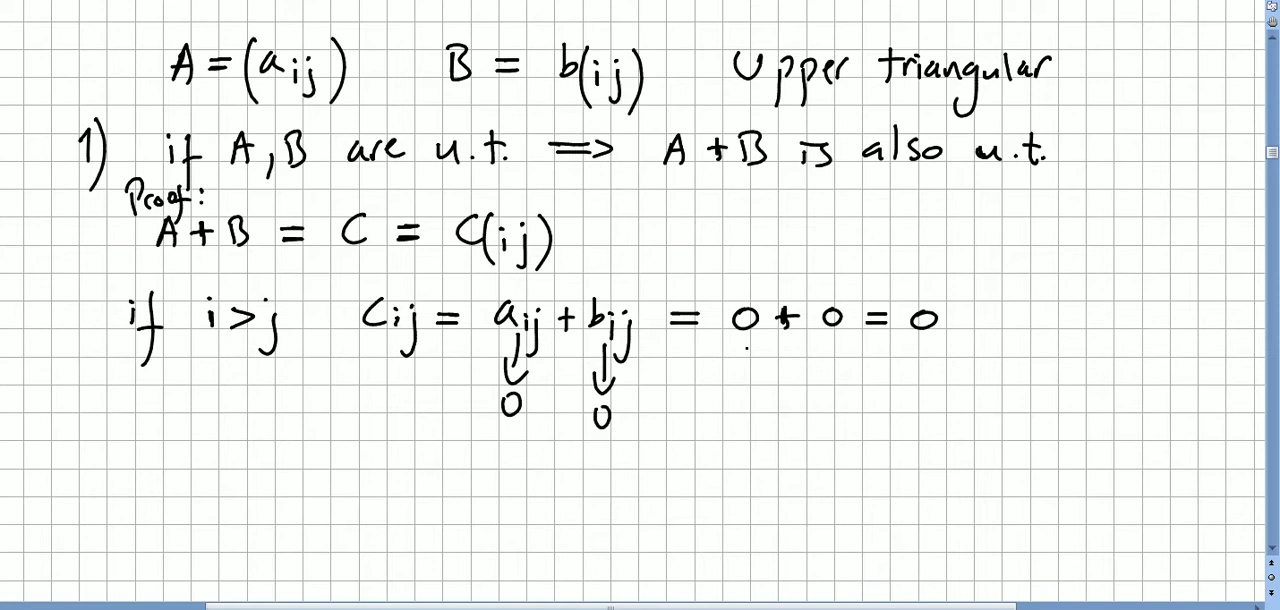 A = (aij) B = b(ij) Upper triangular
1) if A, B are u.t. ⟹ A + B is also u.t.
Proof:
A + B = C = C(ij)
if i > j Cij = aij + bij = 0 + 0 = 0
↓ ↓
0 0